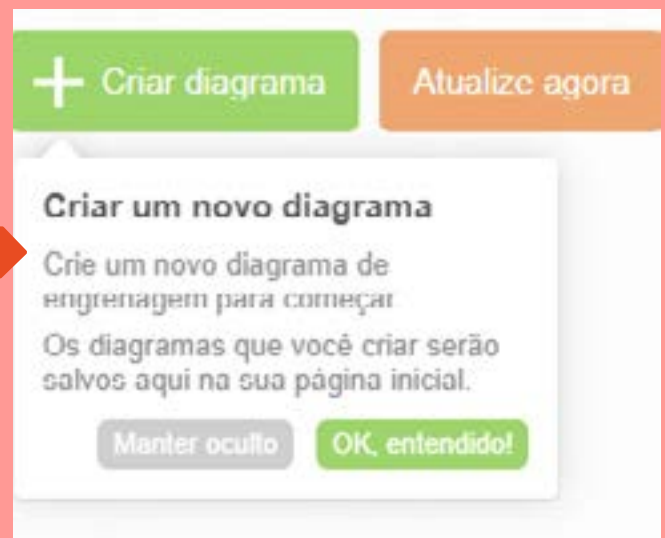 Criar diagrama
Atualize agora
Criar um novo diagrama
Crie um novo diagrama de
engrenagem para começar
Os diagramas que você criar serão
salvos aqui na sua página inicial.
Manter oculto
OK, entendido!